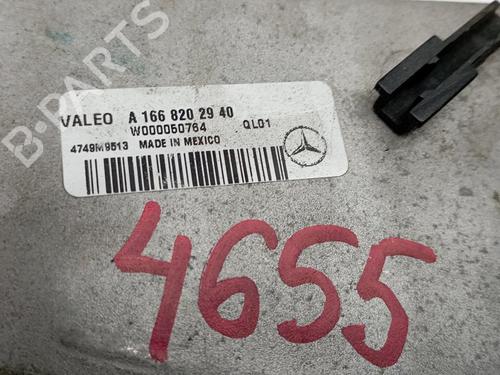 B-PARTS
VALEO A 166 820 29 40
W000050764 QL01
4749M9513 MADE IN MEXICO
4655